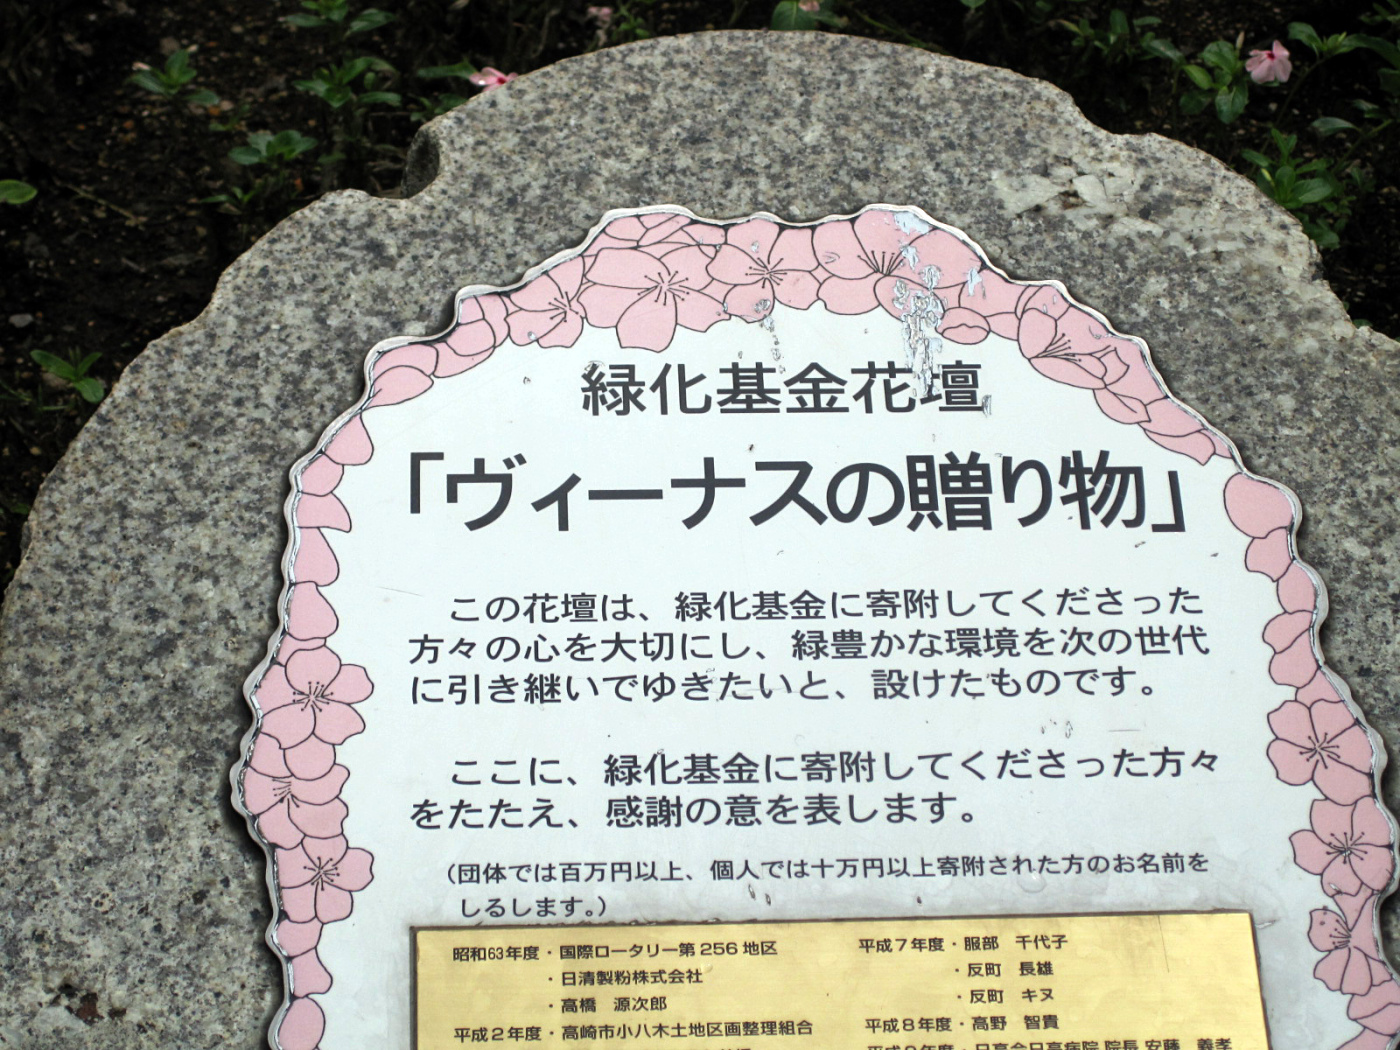 緑化基金花壇
「ヴィーナスの贈り物」
この花壇は、緑化基金に寄附してくださった
方々の心を大切にし、緑豊かな環境を次の世代
に引き継いでゆきたいと、設けたものです。
ここに、緑化基金に寄附してくださった方々
をたたえ、感謝の意を表します。
（団体では百万円以上、個人では十万円以上寄附された方のお名前を
しるします。）
昭和63年度・国際ロータリー第256地区
・日清製粉株式会社
・高橋 源次郎
平成2年度・高崎市小八木土地区画整理組合
平成7年度・服部 千代子
・反町 長雄
・反町 キヌ
平成8年度・高野 智貴